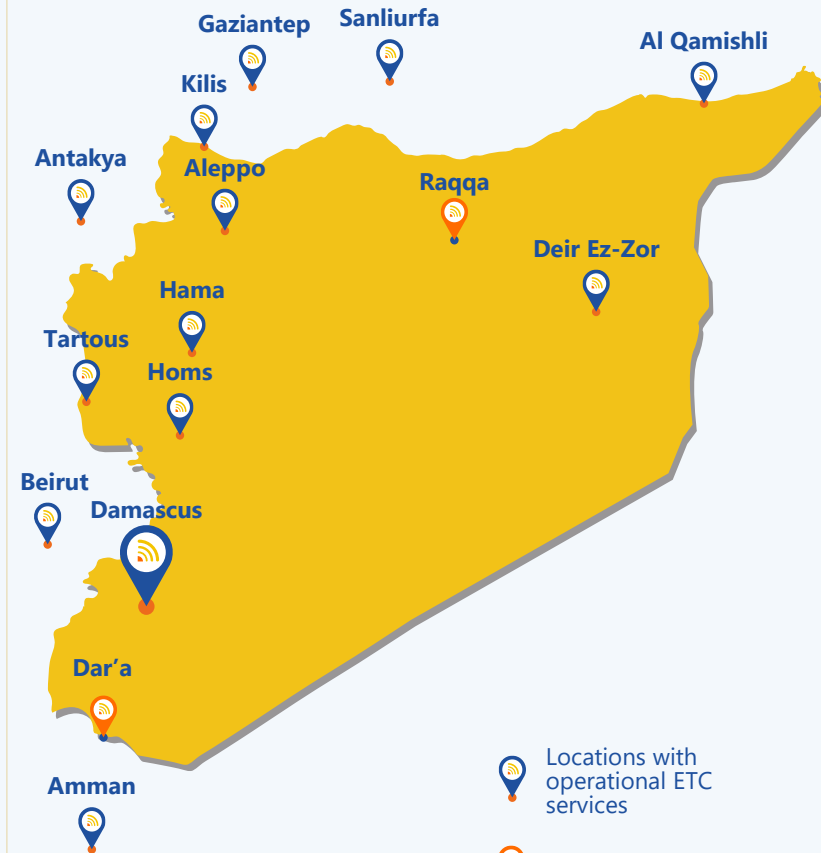 Gaziantep
Sanliurfa
Al Qamishli
Kilis
Antakya
Aleppo
Raqqa
Deir Ez-Zor
Hama
Tartous
Homs
Beirut
Damascus
Dar’a
Amman
Locations with
operational ETC
services